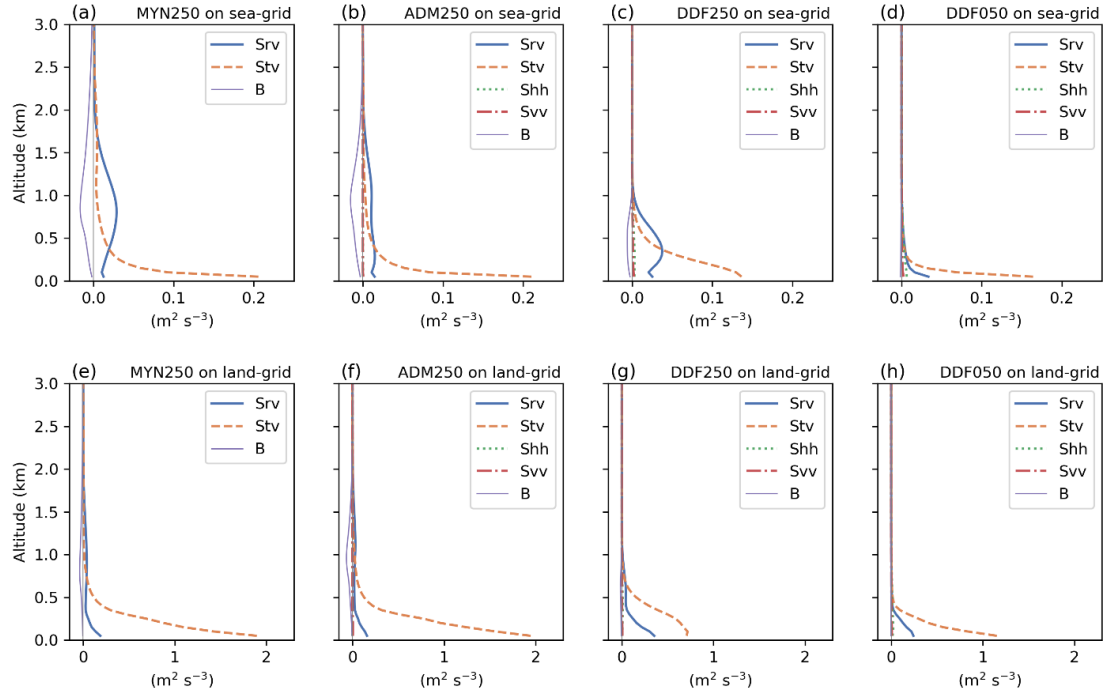 (a) MYN250 on sea-grid
3.0
2.5
2.0
1.5
1.0
0.5
0.0
Altitude (km)
Srv
Stv
B
0.0 0.1 0.2
(m² s⁻³)
(b) ADM250 on sea-grid
Srv
Stv
Shh
Svv
B
0.0 0.1 0.2
(m² s⁻³)
(c) DDF250 on sea-grid
Srv
Stv
Shh
Svv
B
0.0 0.1 0.2
(m² s⁻³)
(d) DDF050 on sea-grid
Srv
Stv
Shh
Svv
B
0.0 0.1 0.2
(m² s⁻³)
(e) MYN250 on land-grid
3.0
2.5
2.0
1.5
1.0
0.5
0.0
Altitude (km)
Srv
Stv
B
0 1 2
(m² s⁻³)
(f) ADM250 on land-grid
Srv
Stv
Shh
Svv
B
0 1 2
(m² s⁻³)
(g) DDF250 on land-grid
Srv
Stv
Shh
Svv
B
0 1 2
(m² s⁻³)
(h) DDF050 on land-grid
Srv
Stv
Shh
Svv
B
0 1 2
(m² s⁻³)